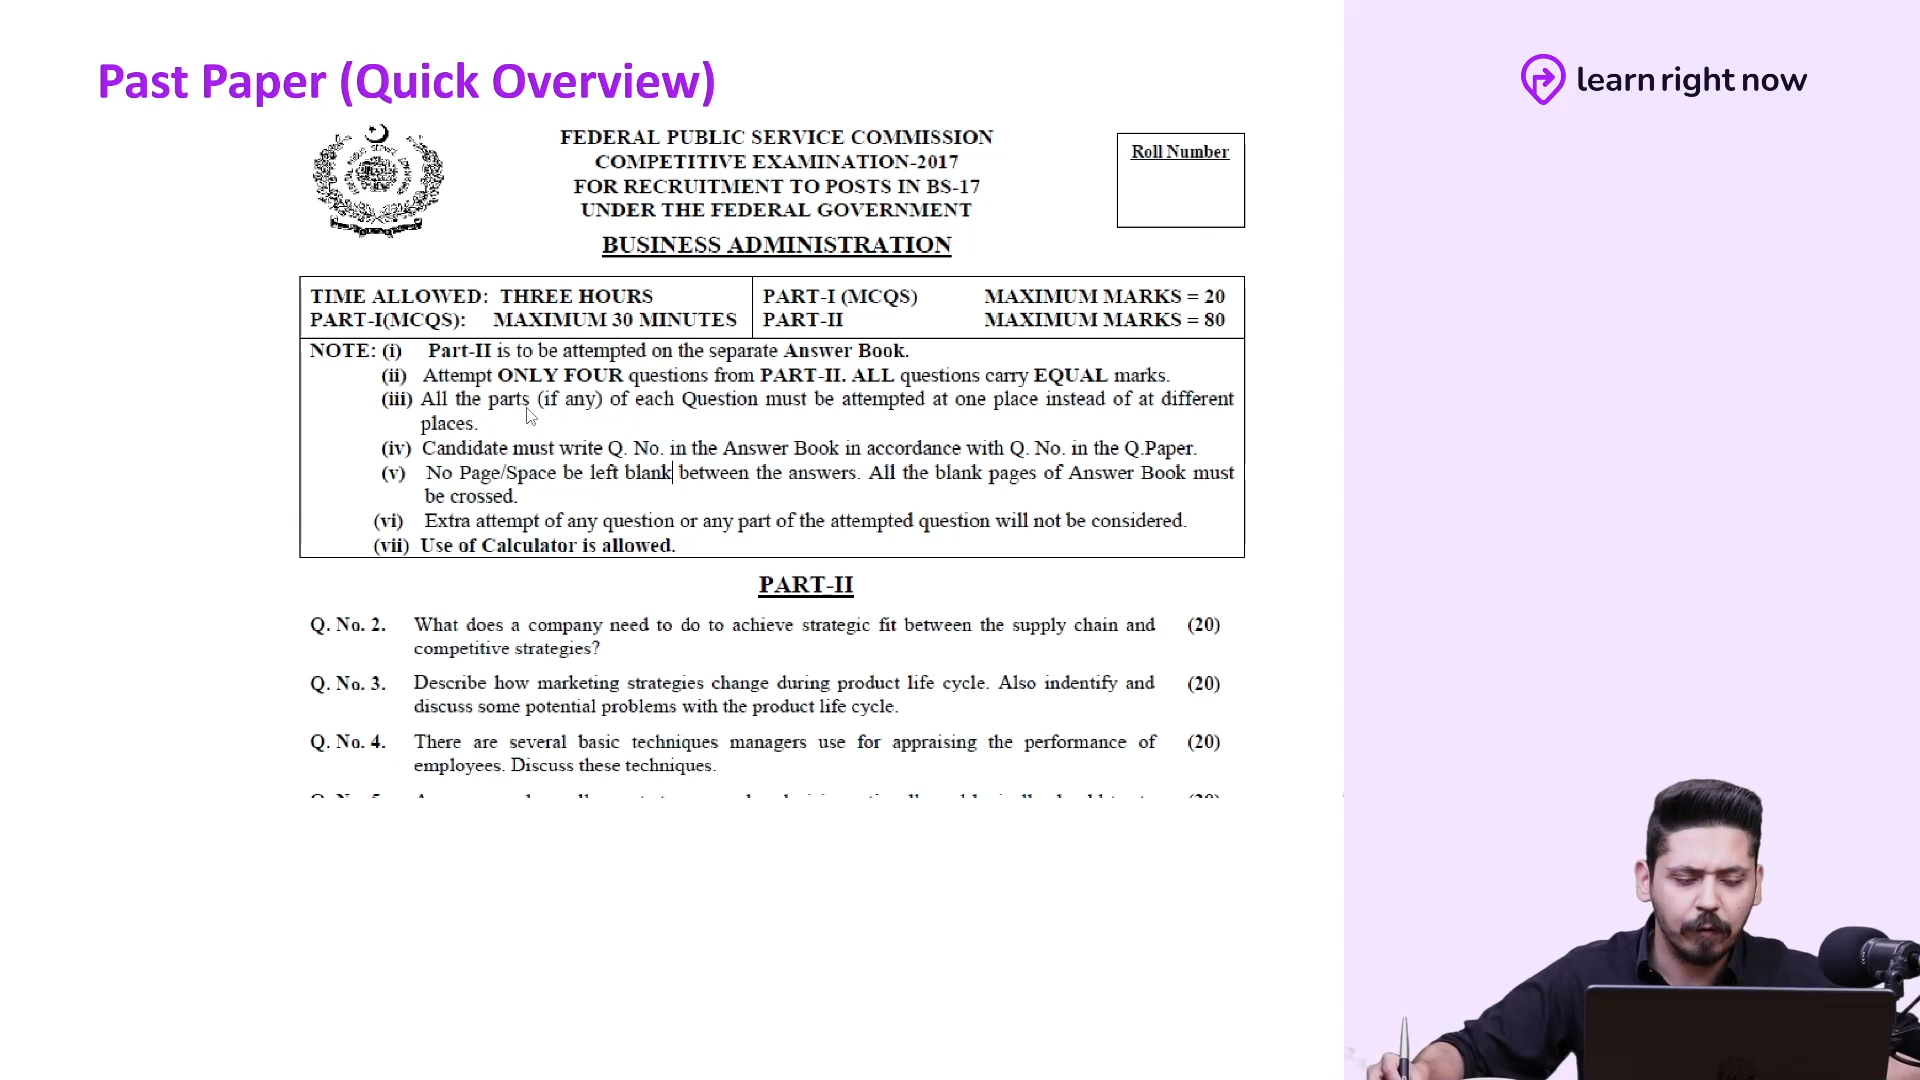 Past Paper (Quick Overview)
learn right now
FEDERAL PUBLIC SERVICE COMMISSION
COMPETITIVE EXAMINATION-2017
FOR RECRUITMENT TO POSTS IN BS-17
UNDER THE FEDERAL GOVERNMENT
Roll Number
BUSINESS ADMINISTRATION
TIME ALLOWED: THREE HOURS PART-I (MCQS) MAXIMUM MARKS = 20
PART-I(MCQS): MAXIMUM 30 MINUTES PART-II MAXIMUM MARKS = 80
NOTE: (i) Part-II is to be attempted on the separate Answer Book.
(ii) Attempt ONLY FOUR questions from PART-II. ALL questions carry EQUAL marks.
(iii) All the parts (if any) of each Question must be attempted at one place instead of at different
places.
(iv) Candidate must write Q. No. in the Answer Book in accordance with Q. No. in the Q.Paper.
(v) No Page/Space be left blank between the answers. All the blank pages of Answer Book must
be crossed.
(vi) Extra attempt of any question or any part of the attempted question will not be considered.
(vii) Use of Calculator is allowed.
PART-II
Q. No. 2. What does a company need to do to achieve strategic fit between the supply chain and (20)
competitive strategies?
Q. No. 3. Describe how marketing strategies change during product life cycle. Also indentify and (20)
discuss some potential problems with the product life cycle.
Q. No. 4. There are several basic techniques managers use for appraising the performance of (20)
employees. Discuss these techniques.